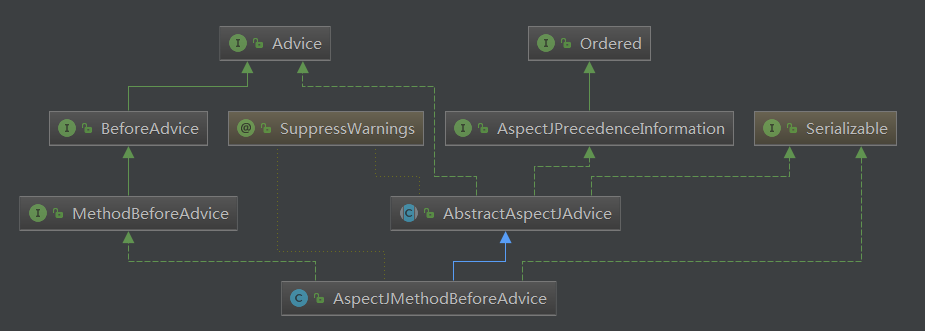 I Advice
I Ordered
I BeforeAdvice
@ SuppressWarnings
I AspectJPrecedenceInformation
I Serializable
I MethodBeforeAdvice
C AbstractAspectJAdvice
C AspectJMethodBeforeAdvice